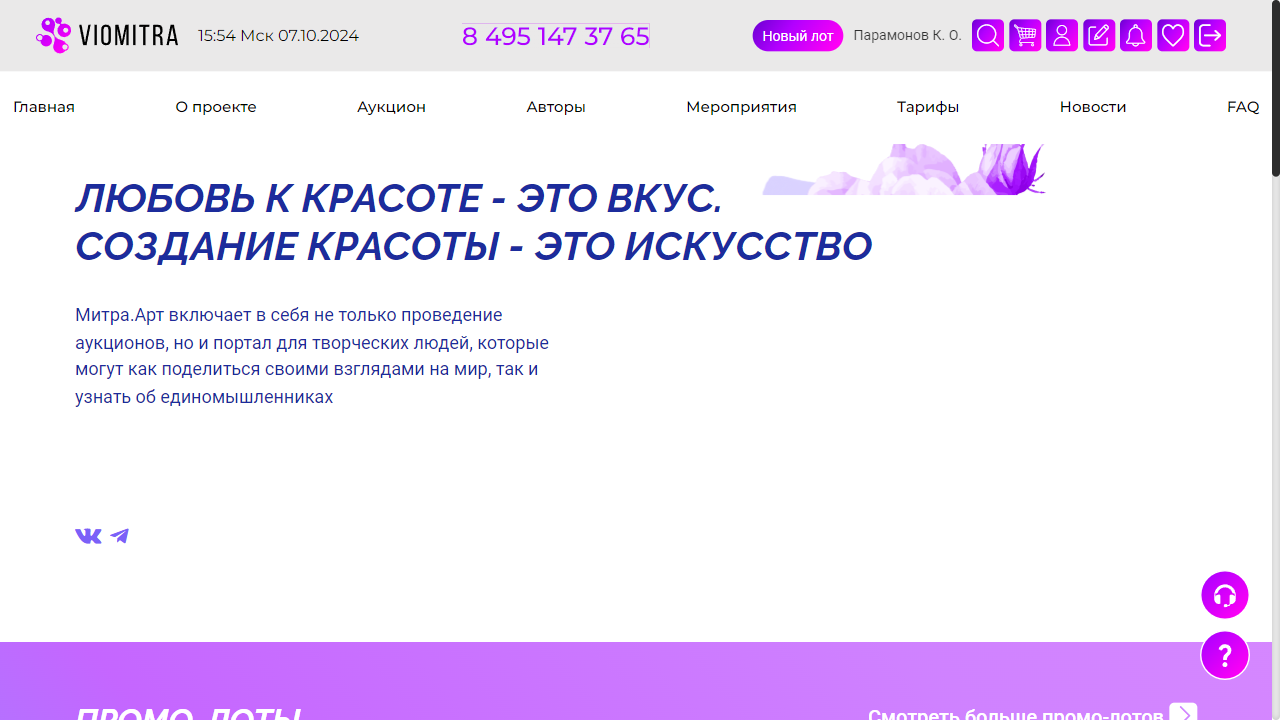 VIOMITRA
15:54 Мск 07.10.2024
8 495 147 37 65
Новый лот
Парамонов К. О.
Главная
О проекте
Аукцион
Авторы
Мероприятия
Тарифы
Новости
FAQ
ЛЮБОВЬ К КРАСОТЕ - ЭТО ВКУС.
СОЗДАНИЕ КРАСОТЫ - ЭТО ИСКУССТВО
Митра.Арт включает в себя не только проведение
аукционов, но и портал для творческих людей, которые
могут как поделиться своими взглядами на мир, так и
узнать об единомышленниках
?
ПРОМО-ЛОТЫ
Смотреть больше промо-лотов